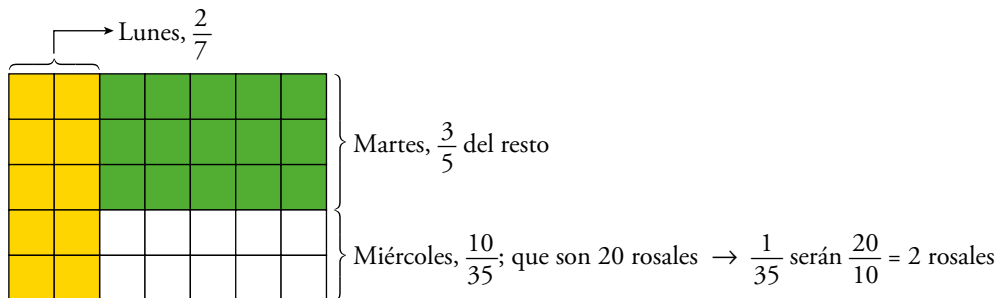 Lunes, 2/7
Martes, 3/5 del resto
Miércoles, 10/35; que son 20 rosales → 1/35 serán 20/10 = 2 rosales